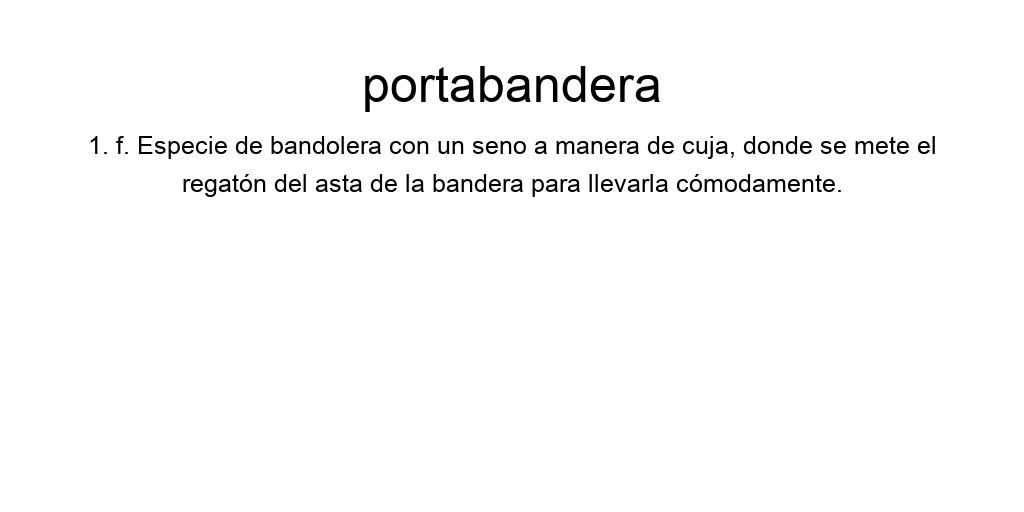 portabandera
1. f. Especie de bandolera con un seno a manera de cuja, donde se mete el
regatón del asta de la bandera para llevarla cómodamente.